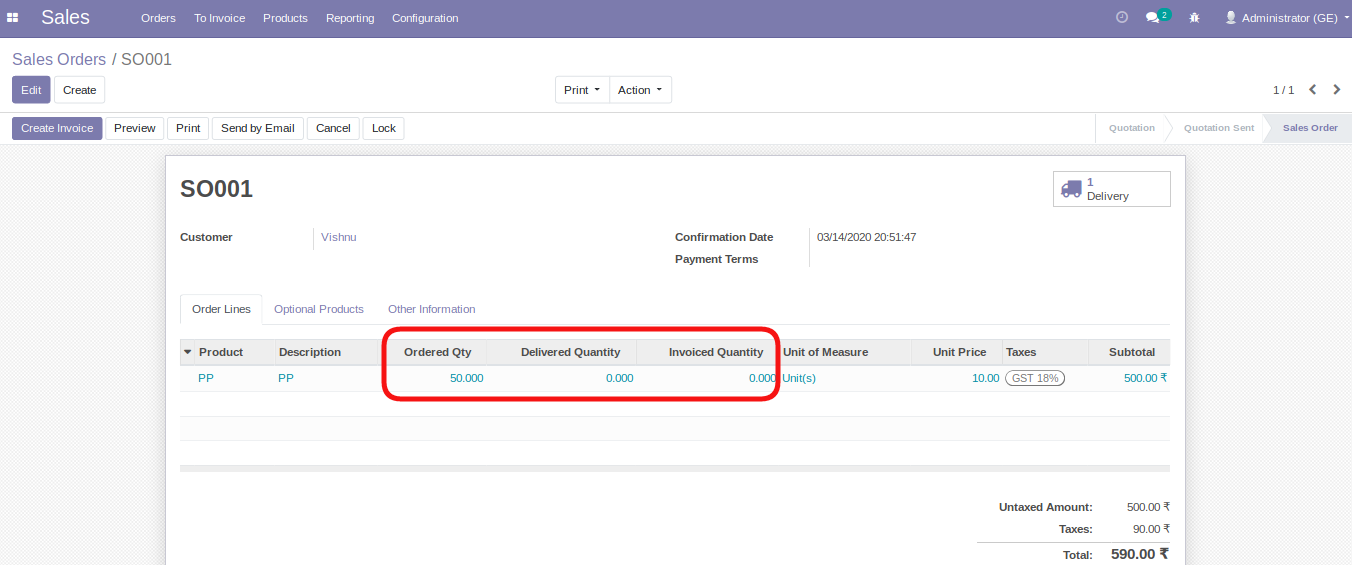 Sales Orders To Invoice Products Reporting Configuration 2 Administrator (GE)
Sales Orders / SO001
Edit Create Print Action 1 / 1
Create Invoice Preview Print Send by Email Cancel Lock Quotation Quotation Sent Sales Order
SO001
1
Delivery
Customer Vishnu Confirmation Date 03/14/2020 20:51:47
Payment Terms
Order Lines Optional Products Other Information
Product Description Ordered Qty Delivered Quantity Invoiced Quantity Unit of Measure Unit Price Taxes Subtotal
PP PP 50.000 0.000 0.000 Unit(s) 10.00 GST 18% 500.00 ₹
Untaxed Amount: 500.00 ₹
Taxes: 90.00 ₹
Total: 590.00 ₹